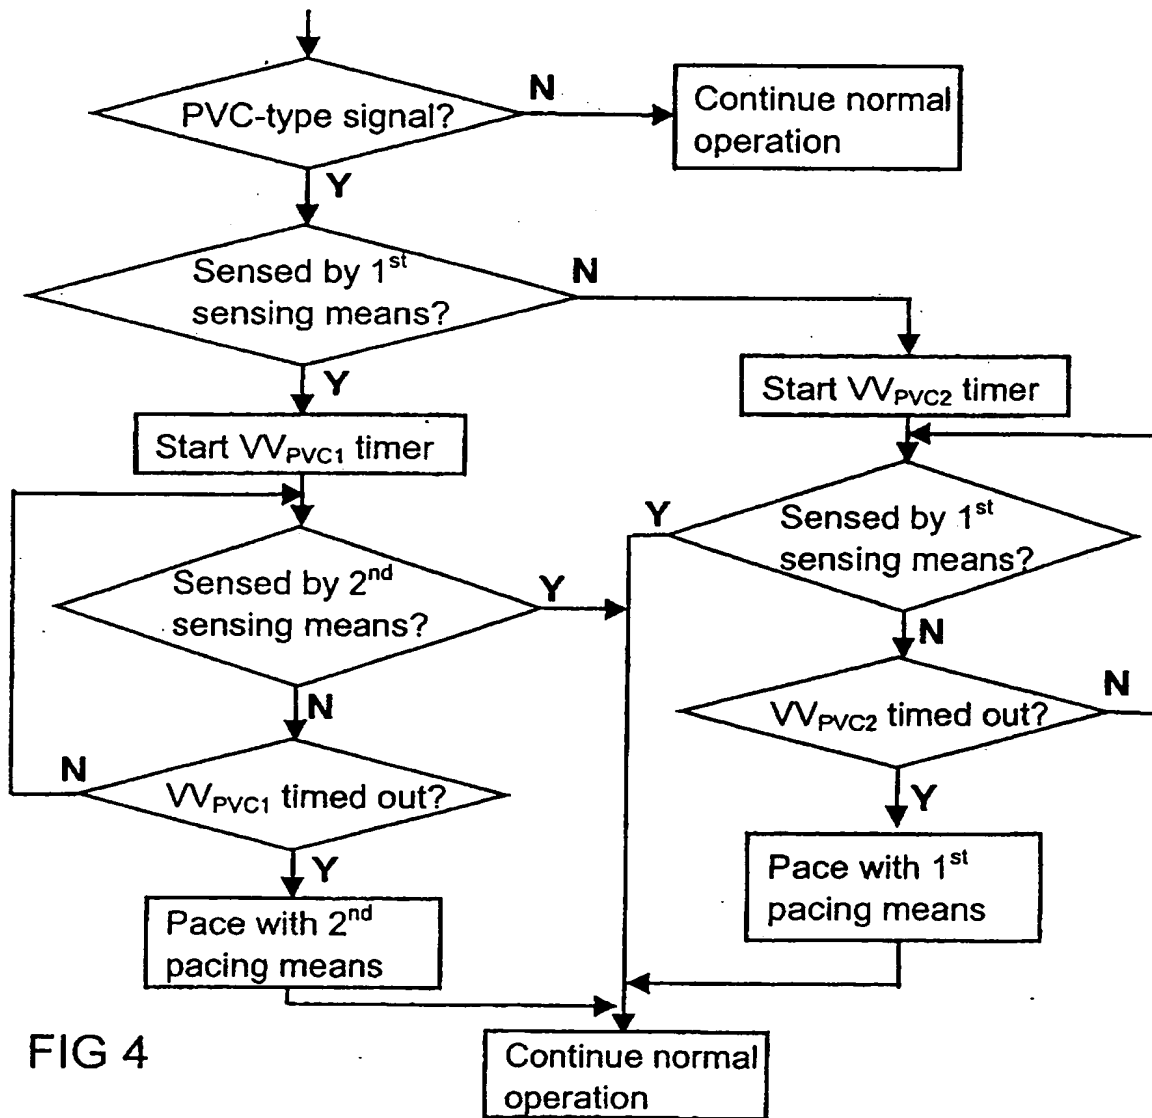 PVC-type signal?
N
Continue normal
operation
Y
Sensed by 1st
sensing means?
N
Y
Start VVPVC2 timer
Start VVPVC1 timer
Y
Sensed by 1st
sensing means?
Sensed by 2nd
sensing means?
Y
N
N
VVPVC2 timed out?
N
N
VVPVC1 timed out?
Y
Y
Pace with 1st
pacing means
Pace with 2nd
pacing means
FIG 4
Continue normal
operation